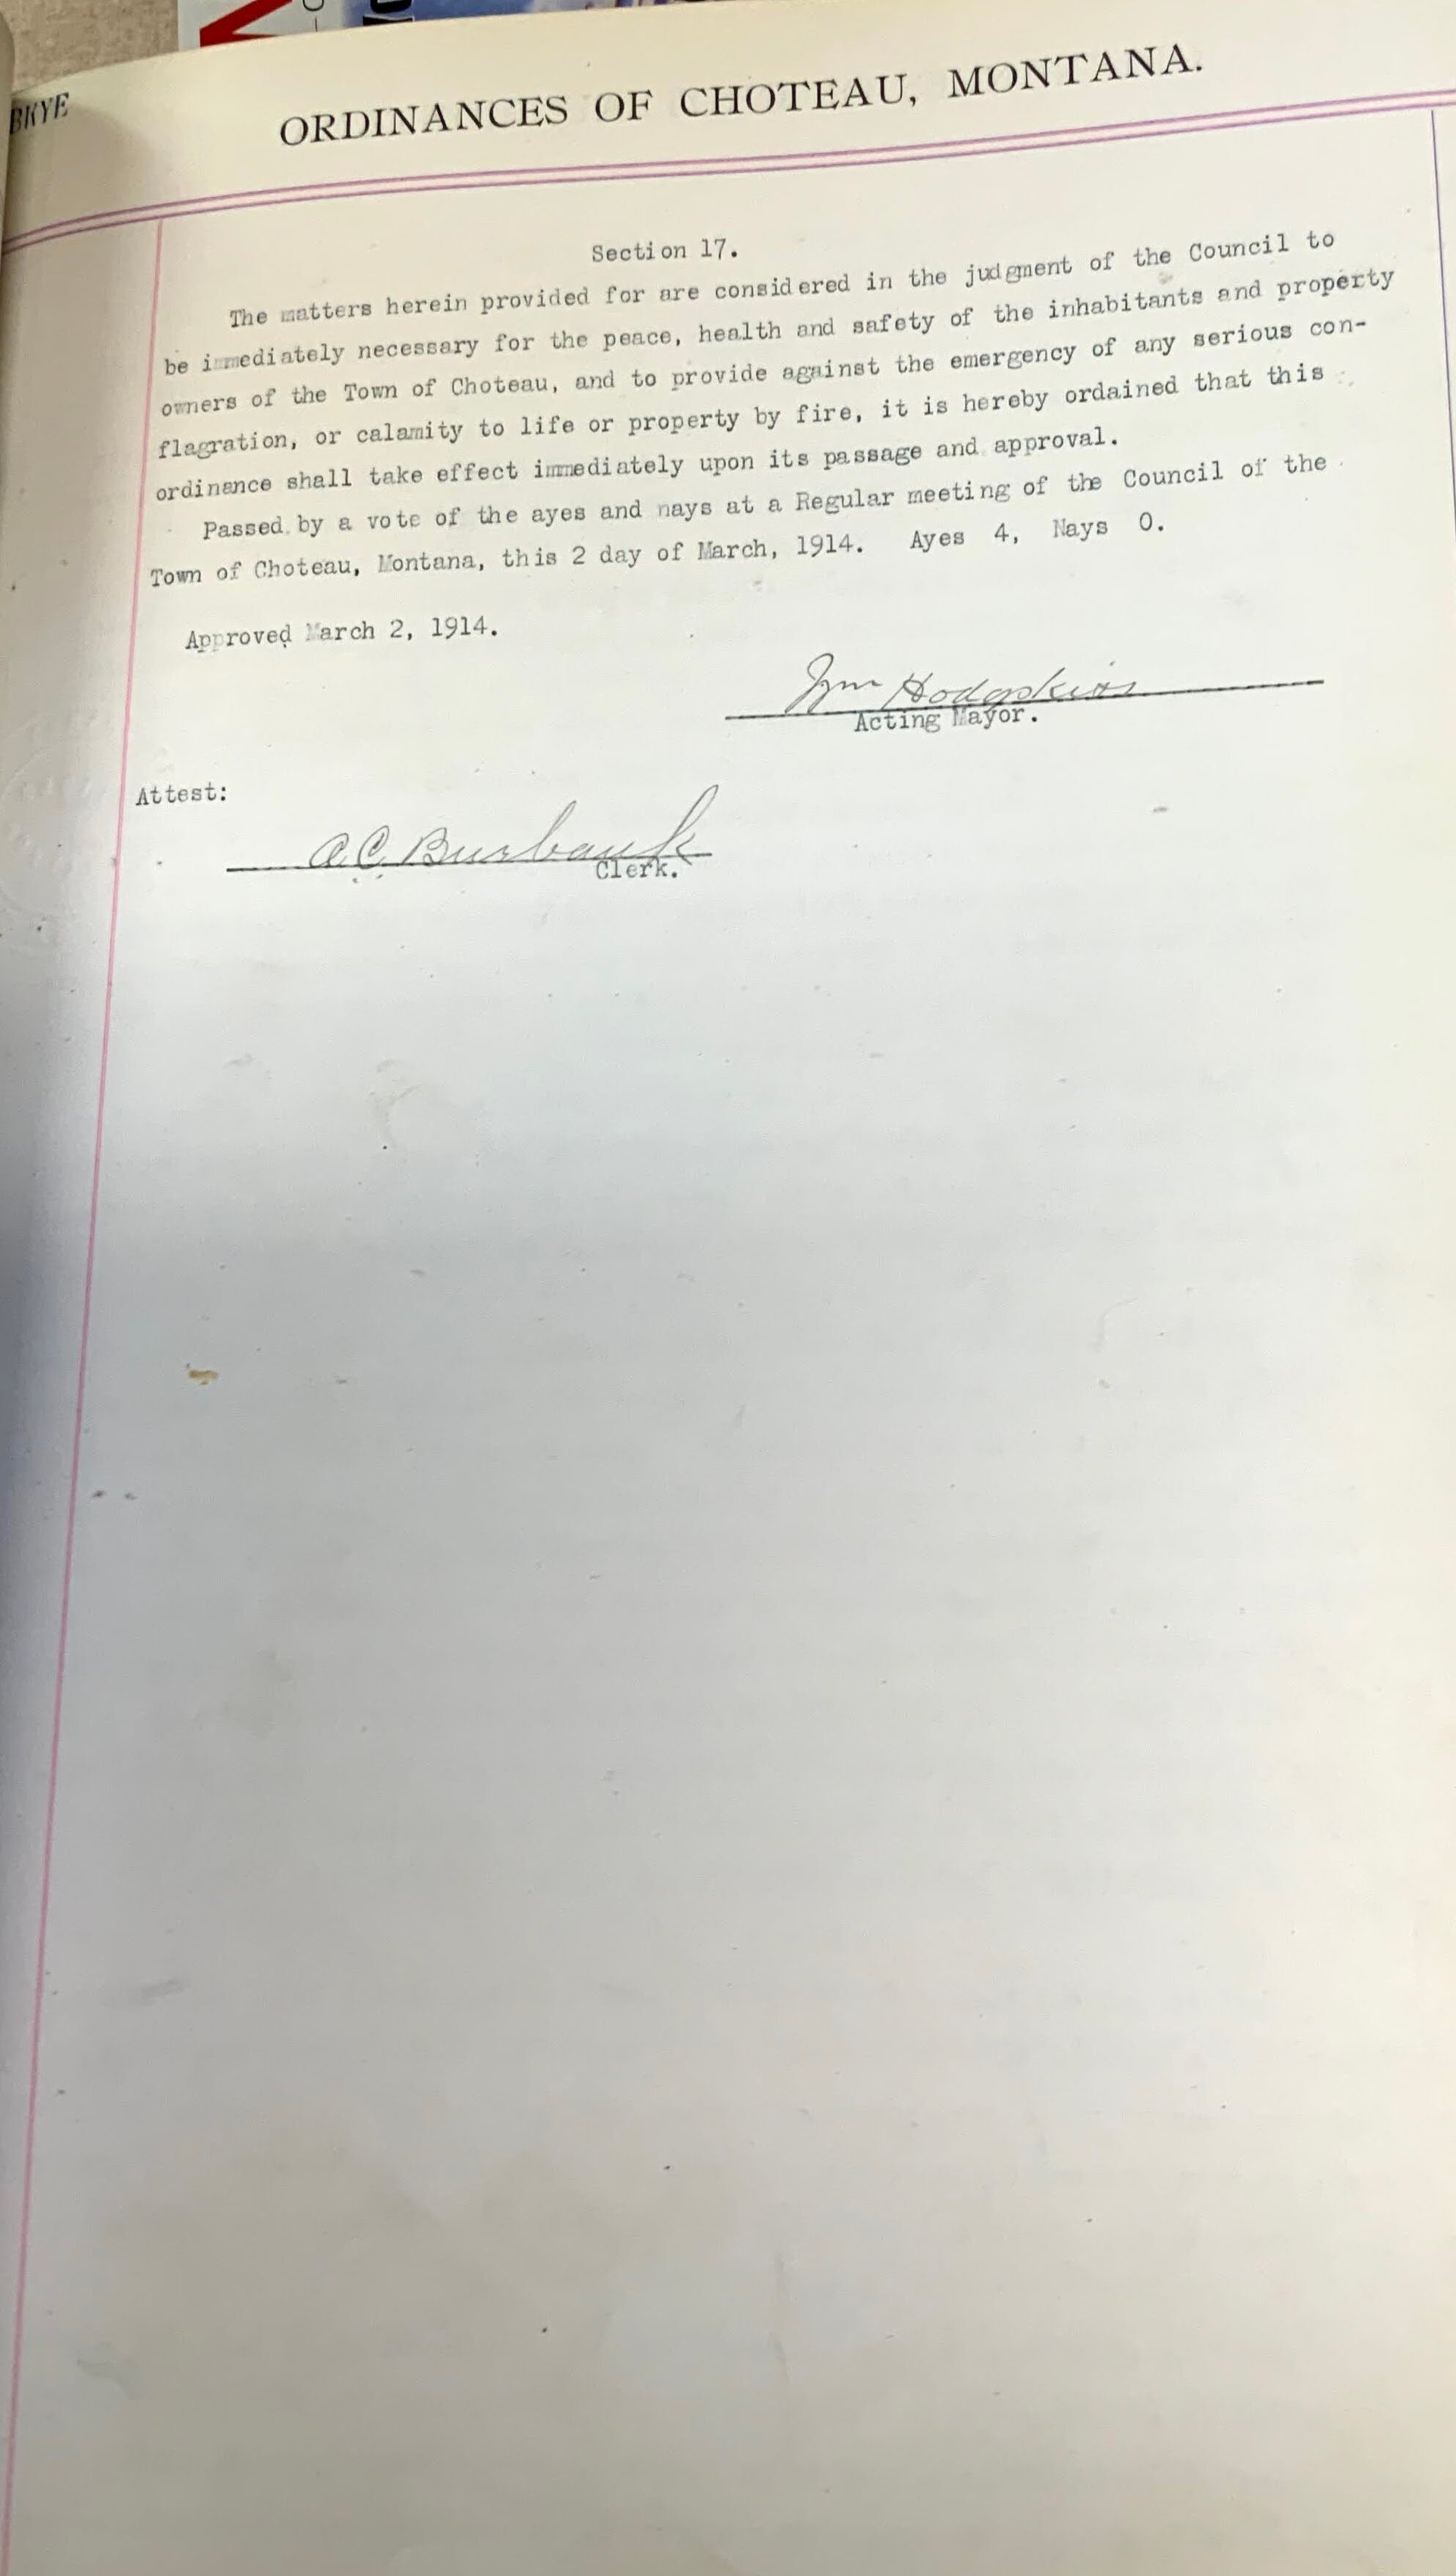 BKYE
ORDINANCES OF CHOTEAU, MONTANA.
Section 17.
The matters herein provided for are considered in the judgment of the Council to
be immediately necessary for the peace, health and safety of the inhabitants and property
owners of the Town of Choteau, and to provide against the emergency of any serious con-
flagration, or calamity to life or property by fire, it is hereby ordained that this
ordinance shall take effect immediately upon its passage and approval.
Passed by a vote of the ayes and nays at a Regular meeting of the Council of the
Town of Choteau, Montana, this 2 day of March, 1914. Ayes 4, Nays 0.
Approved March 2, 1914.
Wm Hodgskiss
Acting Mayor.
Attest:
A.C. Burbank
Clerk.